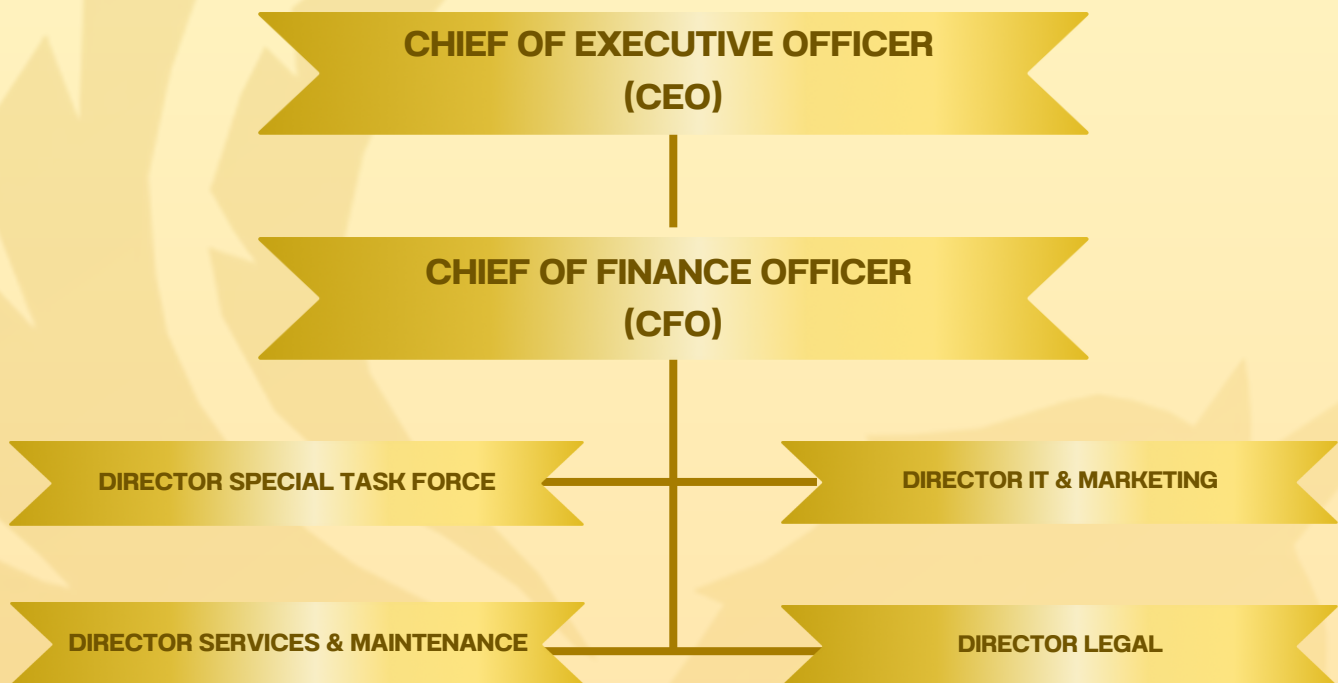 CHIEF OF EXECUTIVE OFFICER
(CEO)
CHIEF OF FINANCE OFFICER
(CFO)
DIRECTOR SPECIAL TASK FORCE
DIRECTOR IT & MARKETING
DIRECTOR SERVICES & MAINTENANCE
DIRECTOR LEGAL